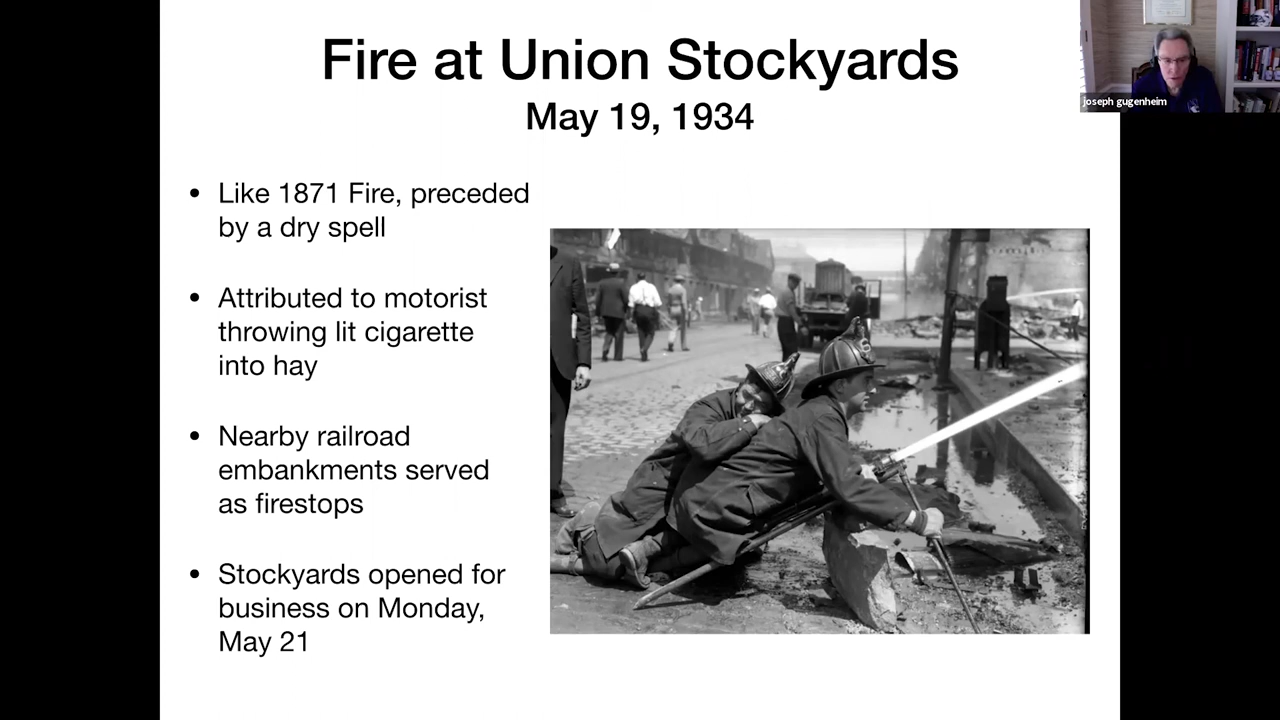 Fire at Union Stockyards
May 19, 1934
joseph gugenheim
• Like 1871 Fire, preceded
by a dry spell
• Attributed to motorist
throwing lit cigarette
into hay
• Nearby railroad
embankments served
as firestops
• Stockyards opened for
business on Monday,
May 21